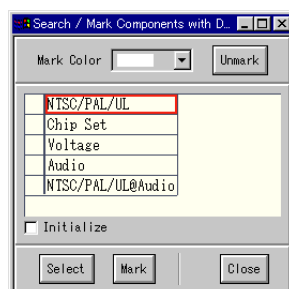 Search / Mark Components with D...
Mark Color Unmark
NTSC/PAL/UL
Chip Set
Voltage
Audio
NTSC/PAL/UL@Audio
Initialize
Select Mark Close